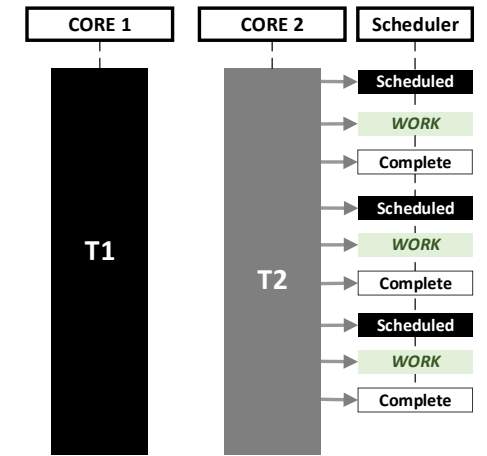 CORE 1
CORE 2
Scheduler
Scheduled
WORK
Complete
Scheduled
T1
WORK
T2
Complete
Scheduled
WORK
Complete